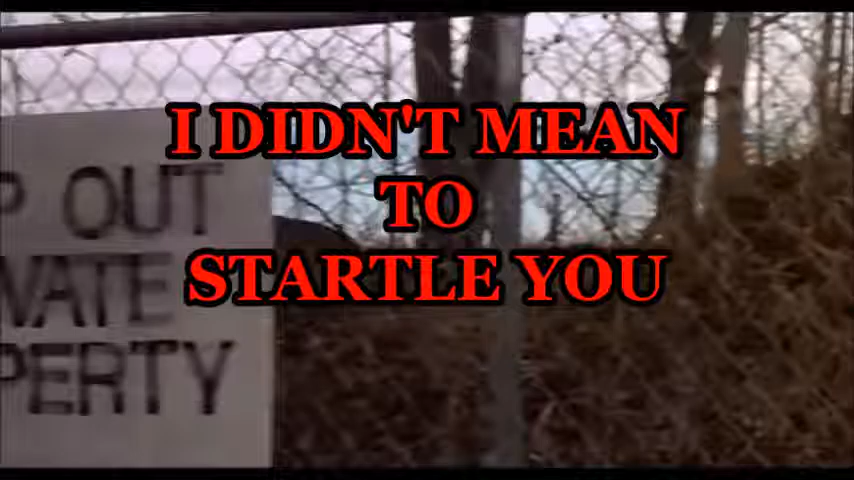 I DIDN'T MEAN
TO
STARTLE YOU
P OUT
VATE
PERTY